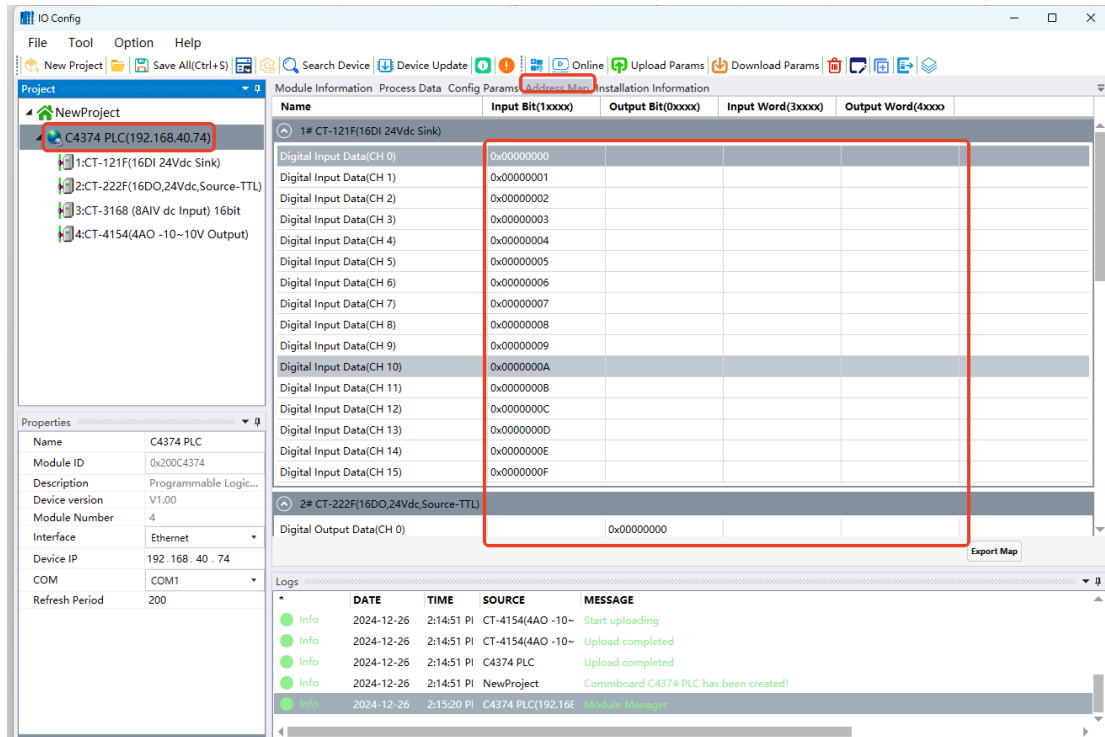 IO Config
File Tool Option Help
New Project Save All(Ctrl+S) Search Device Device Update Online Upload Params Download Params
Project
NewProject
C4374 PLC(192.168.40.74)
1:CT-121F(16DI 24Vdc Sink)
2:CT-222F(16DO,24Vdc,Source-TTL)
3:CT-3168 (8AIV dc Input) 16bit
4:CT-4154(4AO -10~10V Output)
Properties
Name C4374 PLC
Module ID 0x200C4374
Description Programmable Logic...
Device version V1.00
Module Number 4
Interface Ethernet
Device IP 192.168.40.74
COM COM1
Refresh Period 200
Module Information Process Data Config Params Address Map Installation Information
Name Input Bit(1xxxx) Output Bit(0xxxx) Input Word(3xxxx) Output Word(4xxx
1# CT-121F(16DI 24Vdc Sink)
Digital Input Data(CH 0) 0x00000000
Digital Input Data(CH 1) 0x00000001
Digital Input Data(CH 2) 0x00000002
Digital Input Data(CH 3) 0x00000003
Digital Input Data(CH 4) 0x00000004
Digital Input Data(CH 5) 0x00000005
Digital Input Data(CH 6) 0x00000006
Digital Input Data(CH 7) 0x00000007
Digital Input Data(CH 8) 0x00000008
Digital Input Data(CH 9) 0x00000009
Digital Input Data(CH 10) 0x0000000A
Digital Input Data(CH 11) 0x0000000B
Digital Input Data(CH 12) 0x0000000C
Digital Input Data(CH 13) 0x0000000D
Digital Input Data(CH 14) 0x0000000E
Digital Input Data(CH 15) 0x0000000F
2# CT-222F(16DO,24Vdc,Source-TTL)
Digital Output Data(CH 0) 0x00000000
Export Map
Logs
* DATE TIME SOURCE MESSAGE
Info 2024-12-26 2:14:51 PI CT-4154(4AO -10~ Start uploading
Info 2024-12-26 2:14:51 PI CT-4154(4AO -10~ Upload completed
Info 2024-12-26 2:14:51 PI C4374 PLC Upload completed
Info 2024-12-26 2:14:51 PI NewProject Commboard C4374 PLC has been created!
Info 2024-12-26 2:15:20 PI C4374 PLC(192.168 Module Manager